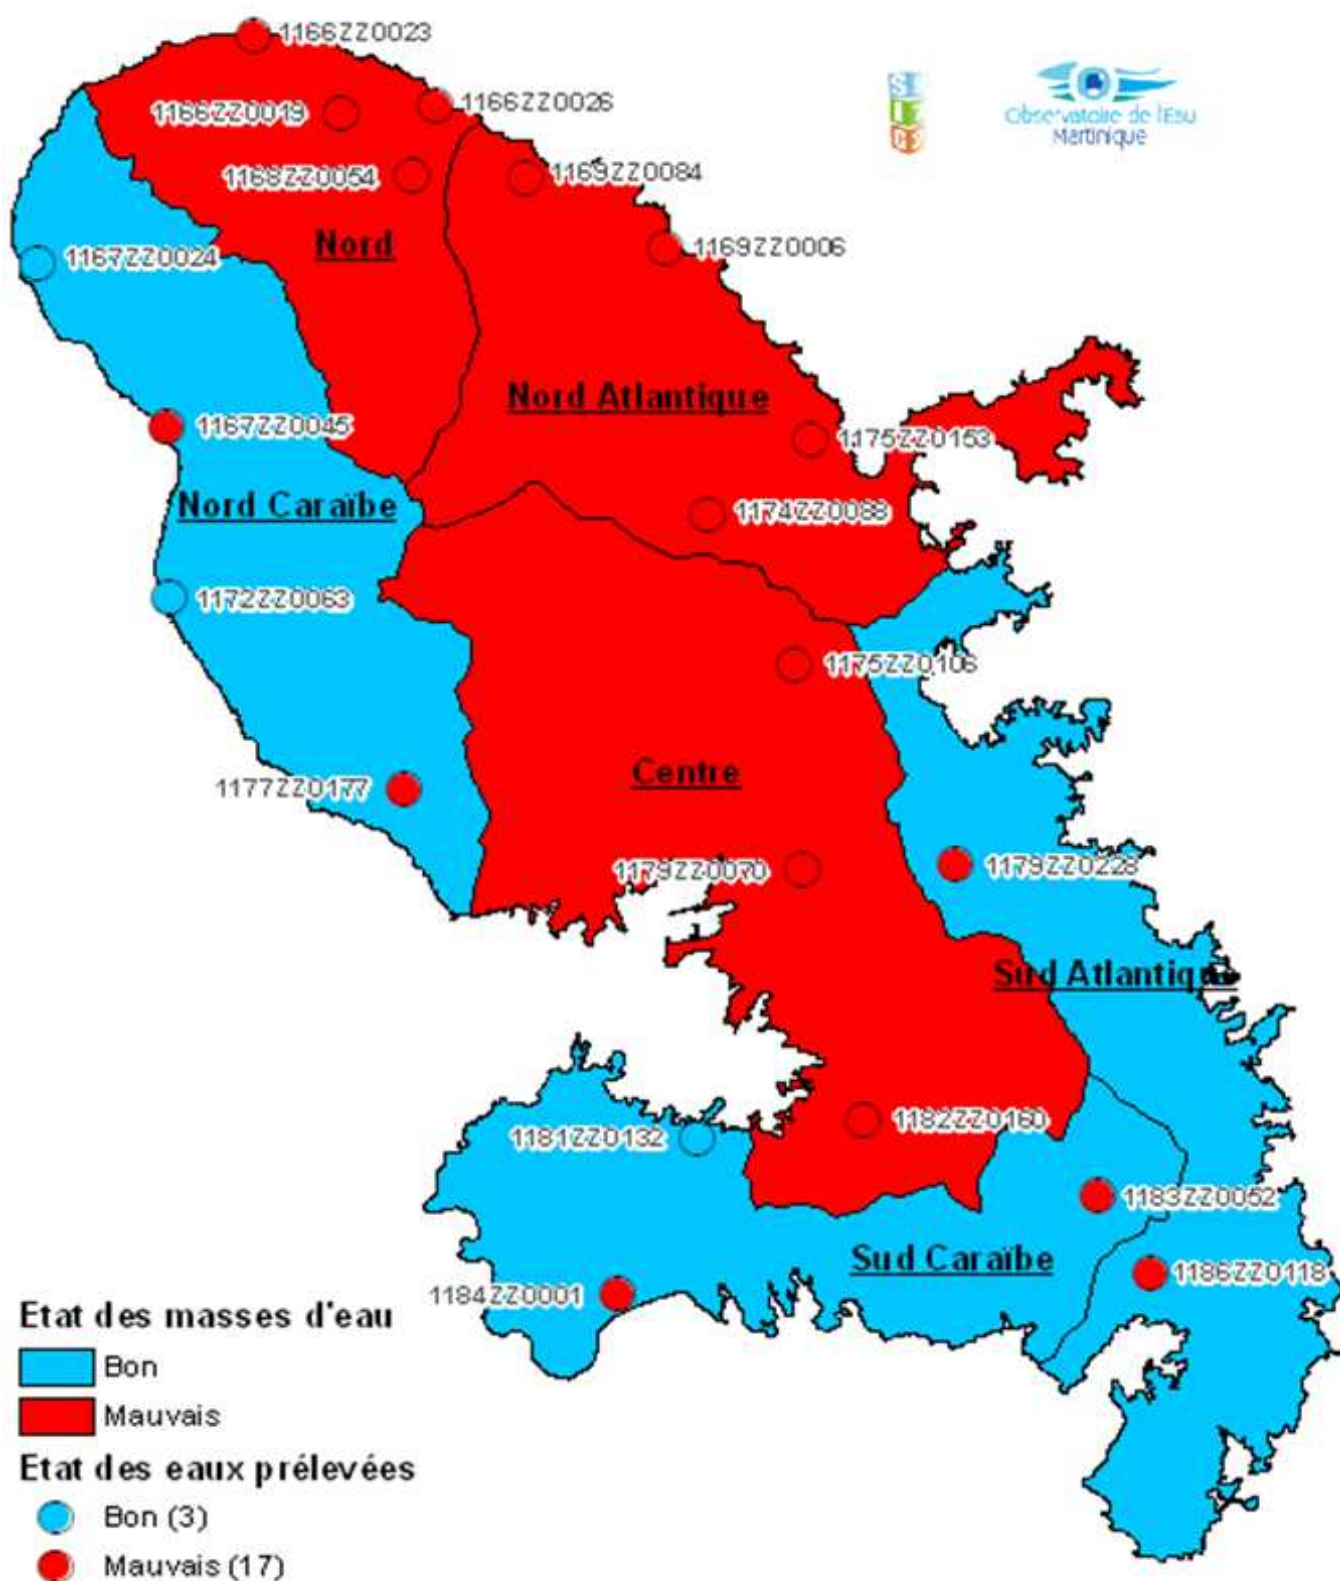 1166ZZ0023
1166ZZ0019
1166ZZ0026
Observatoire de l'Eau
Martinique
1168ZZ0054
1169ZZ0084
Nord
1167ZZ0024
1169ZZ0006
Nord Atlantique
1167ZZ0045
1175ZZ0153
Nord Caraïbe
1174ZZ0088
1172ZZ0063
1175ZZ0106
Centre
1177ZZ0177
1179ZZ0070
1179ZZ0228
Sud Atlantique
1182ZZ0160
1181ZZ0132
1183ZZ0052
Sud Caraïbe
1186ZZ0118
1184ZZ0001
Etat des masses d'eau
Bon
Mauvais
Etat des eaux prélevées
Bon (3)
Mauvais (17)